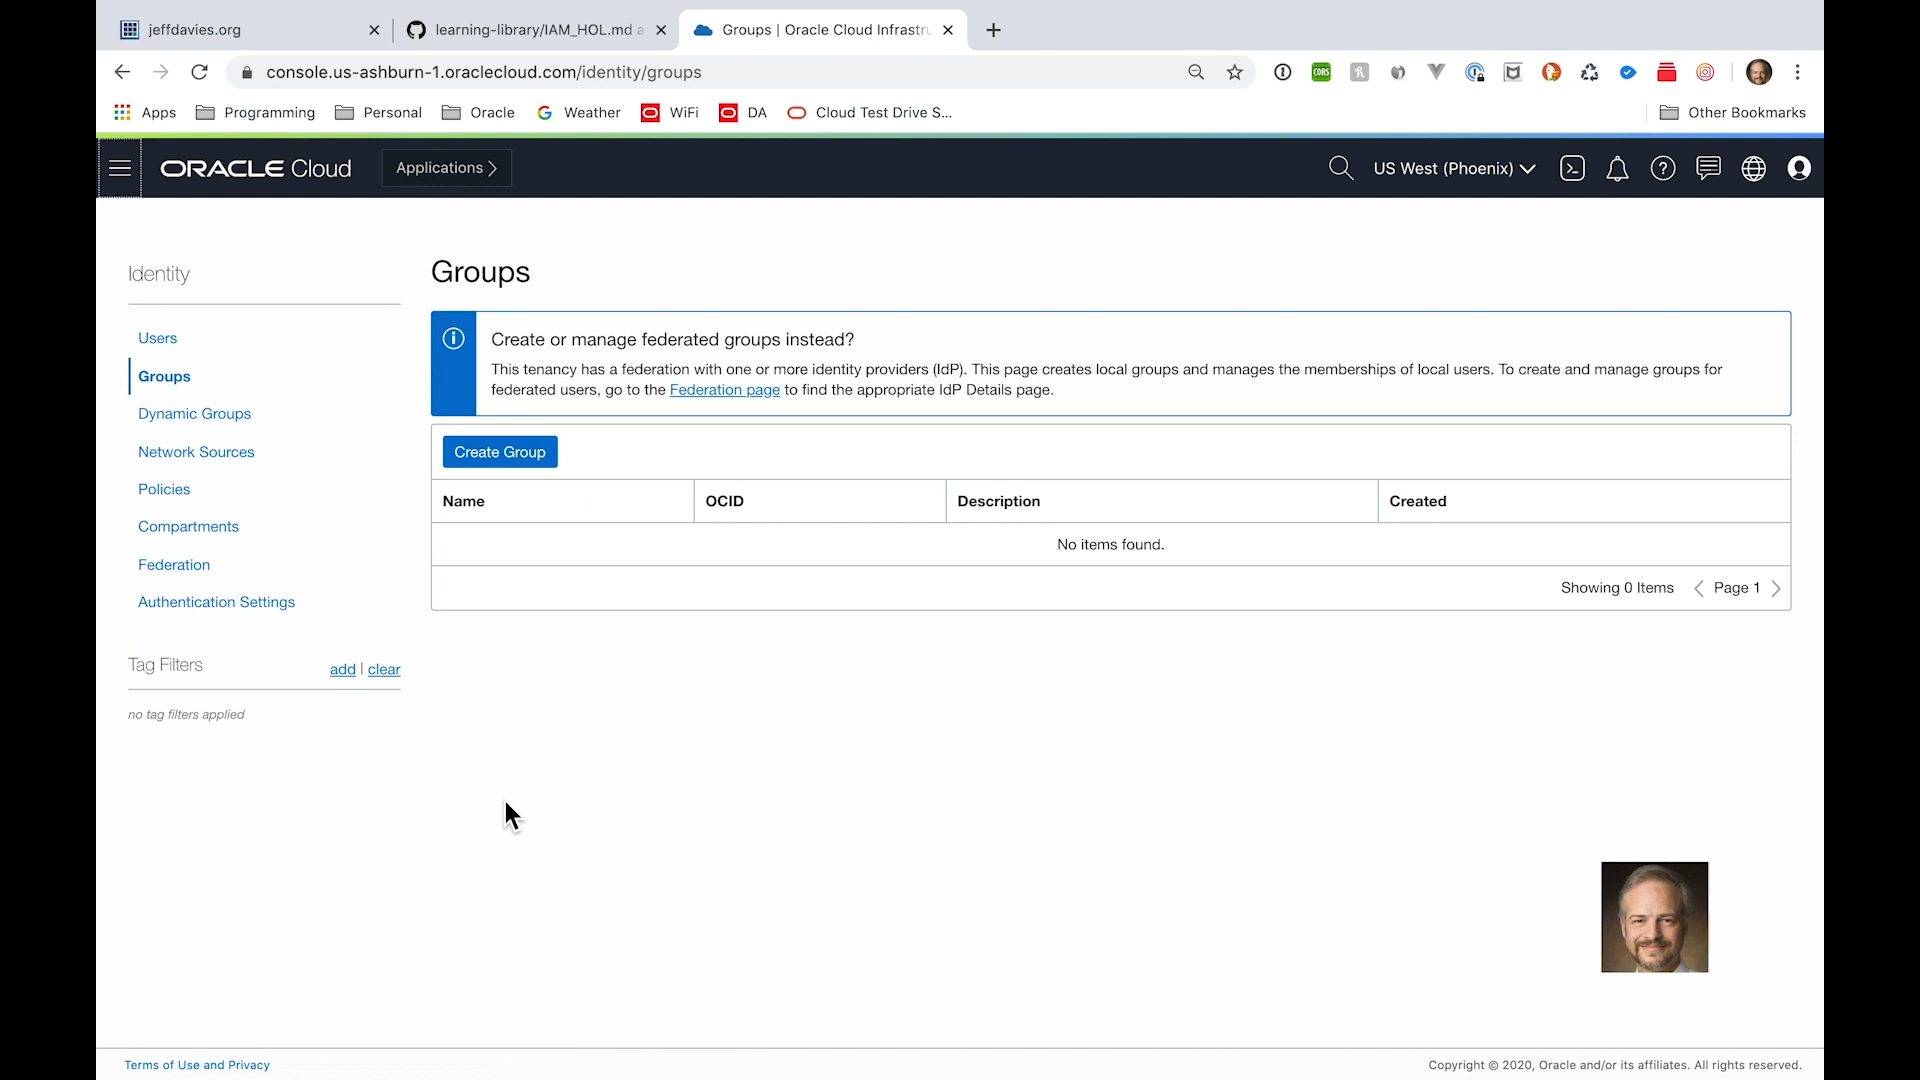 jeffdavies.org
learning-library/IAM_HOL.md a
Groups | Oracle Cloud Infrastru
console.us-ashburn-1.oraclecloud.com/identity/groups
CORS
Apps
Programming
Personal
Oracle
Weather
WiFi
DA
Cloud Test Drive S...
Other Bookmarks
ORACLE Cloud
Applications
US West (Phoenix)
Identity
Users
Groups
Dynamic Groups
Network Sources
Policies
Compartments
Federation
Authentication Settings
Tag Filters
add | clear
no tag filters applied
Groups
Create or manage federated groups instead?
This tenancy has a federation with one or more identity providers (IdP). This page creates local groups and manages the memberships of local users. To create and manage groups for
federated users, go to the Federation page to find the appropriate IdP Details page.
Create Group
Name OCID Description Created
No items found.
Showing 0 Items Page 1
Terms of Use and Privacy
Copyright © 2020, Oracle and/or its affiliates. All rights reserved.